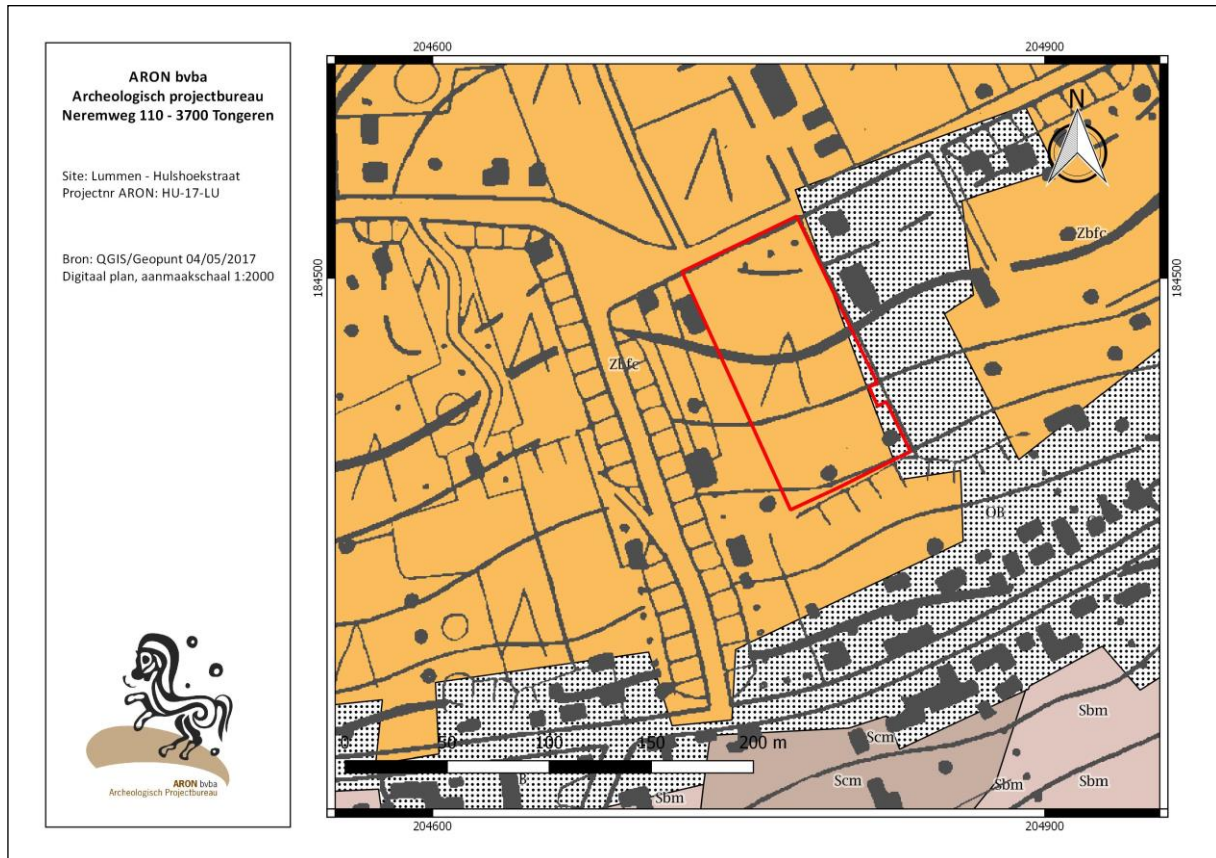 ARON bvba
Archeologisch projectbureau
Neremweg 110 - 3700 Tongeren
Site: Lummen - Hulshoekstraat
Projectnr ARON: HU-17-LU
Bron: QGIS/Geopunt 04/05/2017
Digitaal plan, aanmaakschaal 1:2000
ARON bvba
Archeologisch Projectbureau
204600
204900
N
Zbfc
184500
184500
Zbfc
OB
Sbm
Scm
0 50 100 150 200 m
Scm
Sbm
Sbm
B
Sbm
204600
204900